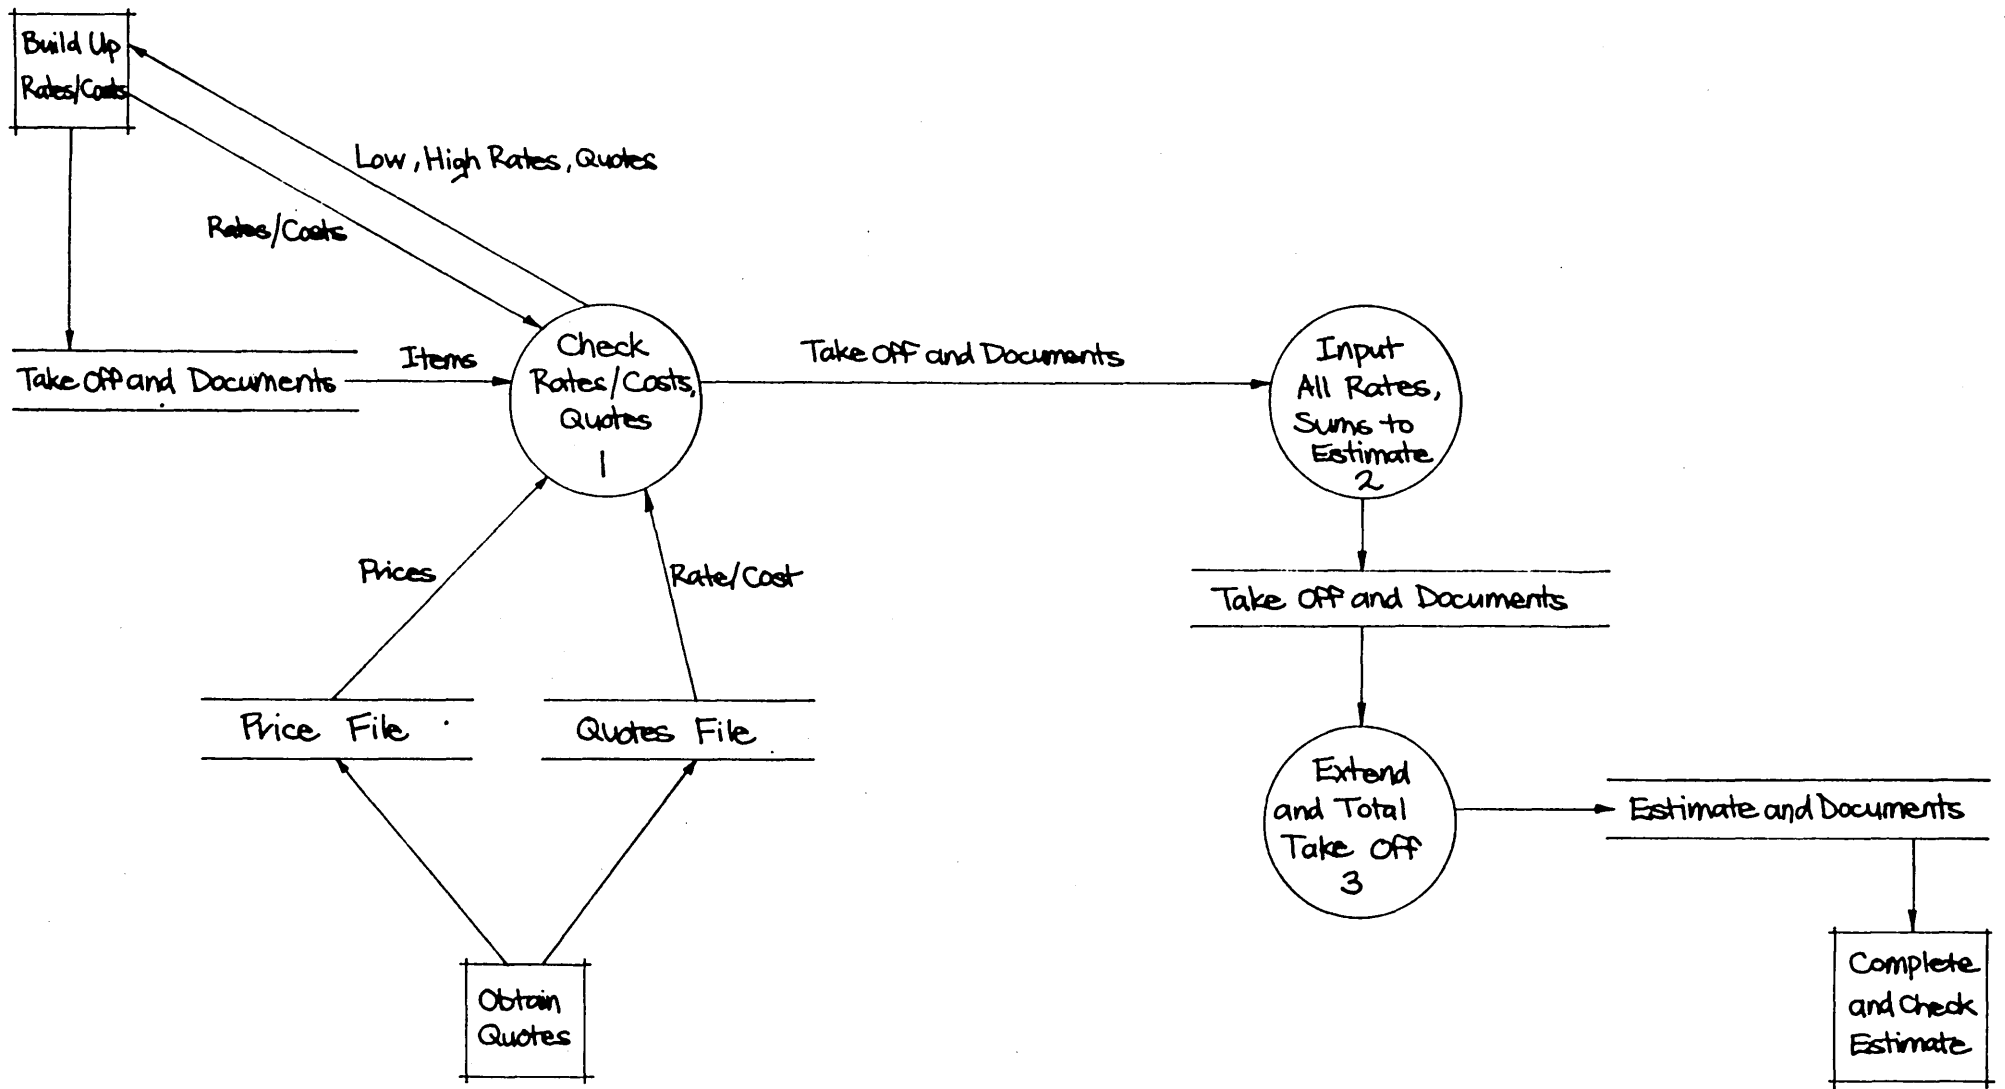 Build Up
Rates/Costs
Low, High Rates, Quotes
Rates/Costs
Take Off and Documents
Items
Check
Rates/Costs,
Quotes
1
Take Off and Documents
Input
All Rates,
Sums to
Estimate
2
Prices
Rate/Cost
Take Off and Documents
Price File
Quotes File
Extend
and Total
Take Off
3
Estimate and Documents
Obtain
Quotes
Complete
and Check
Estimate